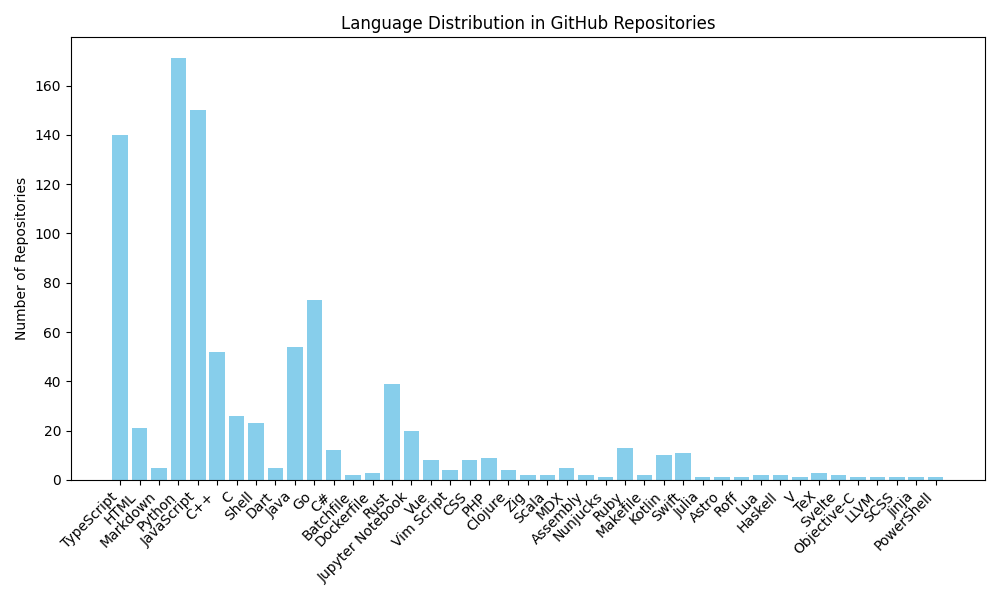 Language Distribution in GitHub Repositories
Number of Repositories
160
140
120
100
80
60
40
20
0
TypeScript
HTML
Markdown
Python
JavaScript
C++
C
Shell
Dart
Java
Go
C#
Batchfile
Dockerfile
Rust
Jupyter Notebook
Vue
Vim Script
CSS
PHP
Clojure
Zig
Scala
MDX
Assembly
Nunjucks
Ruby
Makefile
Kotlin
Swift
Julia
Astro
Roff
Lua
Haskell
V
TeX
Svelte
Objective-C
LLVM
SCSS
Jinja
PowerShell